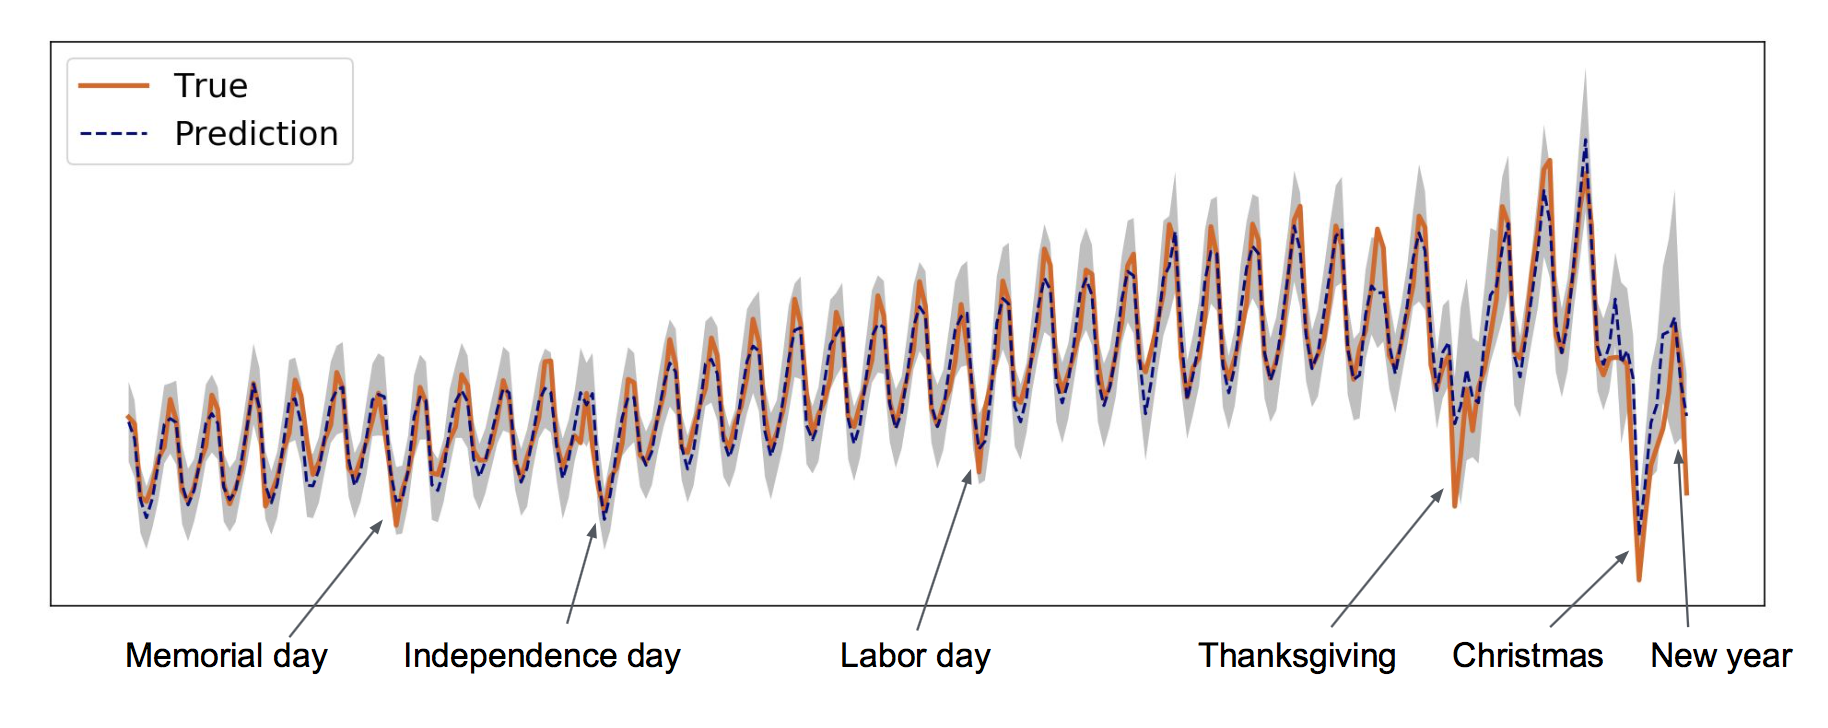 True
Prediction
Memorial day
Independence day
Labor day
Thanksgiving
Christmas
New year